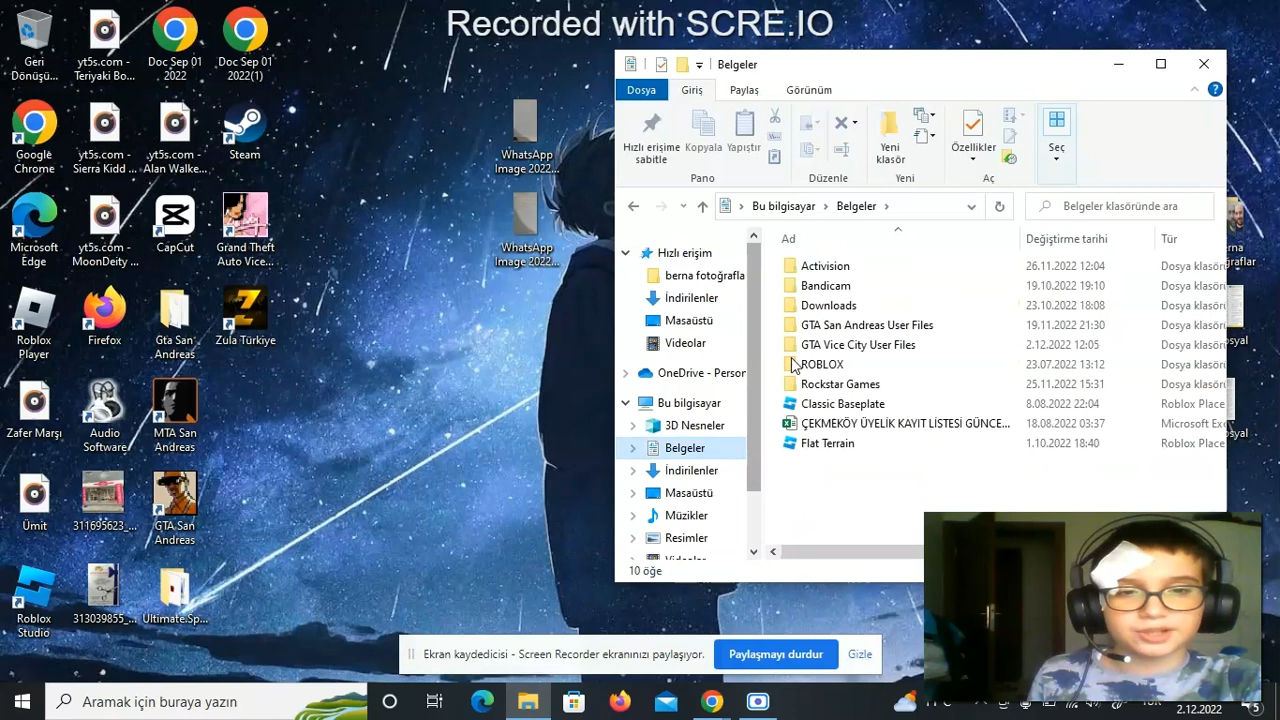 Recorded with SCRE.IO
Geri
Dönüşü...
yt5s.com -
Teriyaki Bo...
Doc Sep 01
2022
Doc Sep 01
2022(1)
Google
Chrome
yt5s.com -
Sierra Kidd ...
yt5s.com -
Alan Walke...
Steam
WhatsApp
Image 2022...
Microsoft
Edge
yt5s.com -
MoonDeity ...
CapCut
Grand Theft
Auto Vice...
WhatsApp
Image 2022...
Roblox
Player
Firefox
Gta San
Andreas
Zula Türkiye
Zafer Marşı
Audio
Software
MTA San
Andreas
Ümit
311695623_...
GTA San
Andreas
Roblox
Studio
313039855_...
Ultimate.Sp...
Belgeler
Dosya
Giriş
Paylaş
Görünüm
Hızlı erişime
sabitle
Kopyala
Yapıştır
Yeni
klasör
Özellikler
Seç
Pano
Düzenle
Yeni
Aç
Bu bilgisayar
Belgeler
Belgeler klasöründe ara
Hızlı erişim
berna fotoğrafla
İndirilenler
Masaüstü
Videolar
OneDrive - Person
Bu bilgisayar
3D Nesneler
Belgeler
İndirilenler
Masaüstü
Müzikler
Resimler
Videolar
Ad
Değiştirme tarihi
Tür
Activision 26.11.2022 12:04 Dosya klasörü
Bandicam 19.10.2022 19:10 Dosya klasörü
Downloads 23.10.2022 18:08 Dosya klasörü
GTA San Andreas User Files 19.11.2022 21:30 Dosya klasörü
GTA Vice City User Files 2.12.2022 12:05 Dosya klasörü
ROBLOX 23.07.2022 13:12 Dosya klasörü
Rockstar Games 25.11.2022 15:31 Dosya klasörü
Classic Baseplate 8.08.2022 22:04 Roblox Place
ÇEKMEKÖY ÜYELİK KAYIT LİSTESİ GÜNCE... 18.08.2022 03:37 Microsoft Exc
Flat Terrain 1.10.2022 18:40 Roblox Place
10 öğe
Ekran kaydedicisi - Screen Recorder ekranınızı paylaşıyor.
Paylaşmayı durdur
Gizle
Aramak için buraya yazın
2.12.2022
5